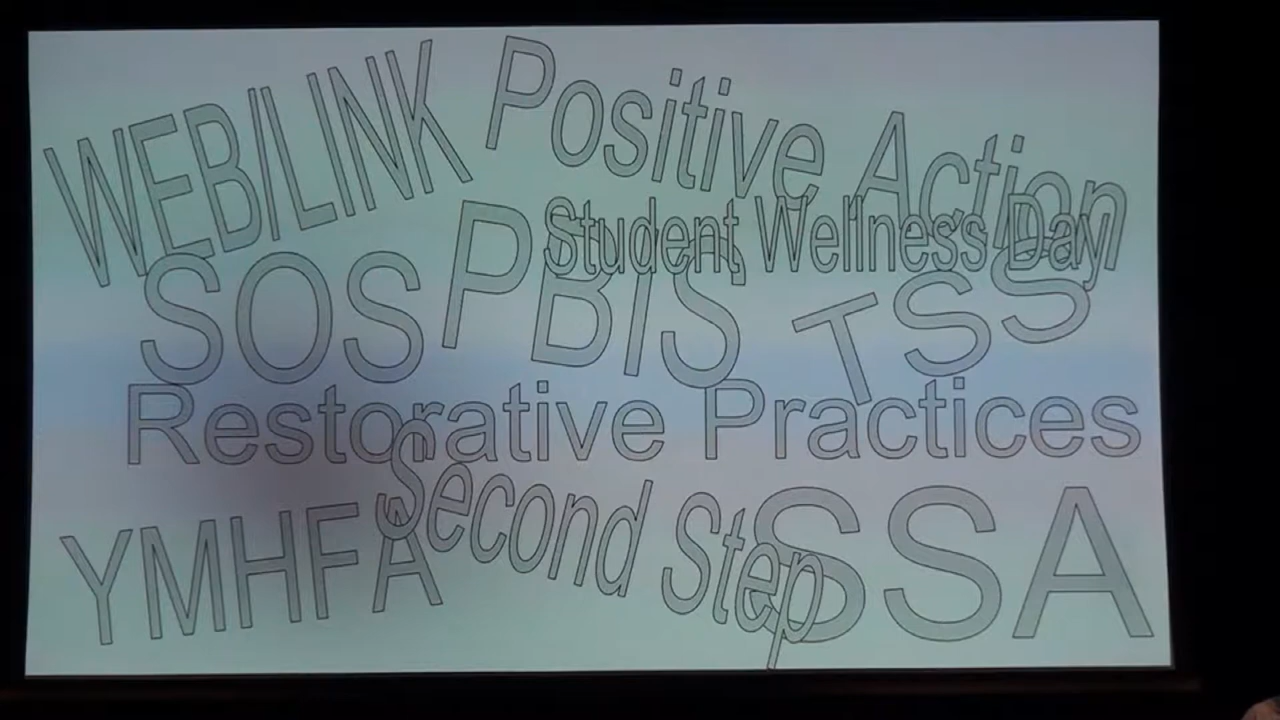 WEB/LINK
Positive Action
Student Wellness Day
SOS
PBIS
TSS
Restorative Practices
Second Step
YMHFA
SSA